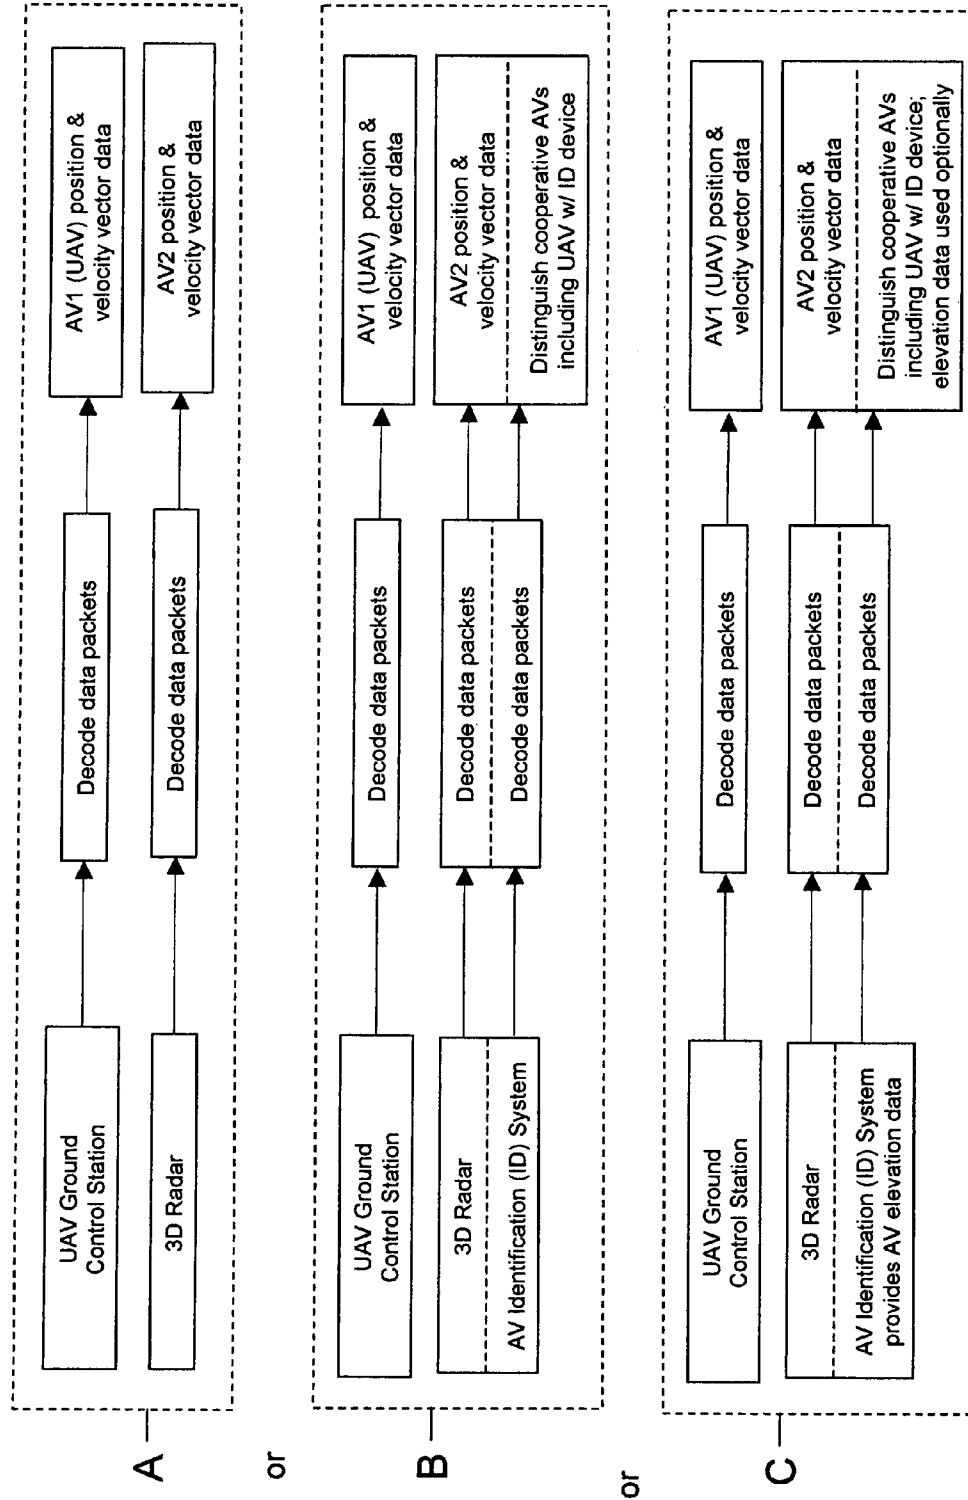 A
UAV Ground
Control Station
Decode data packets
AV1 (UAV) position &
velocity vector data
3D Radar
Decode data packets
AV2 position &
velocity vector data
or
B
UAV Ground
Control Station
Decode data packets
AV1 (UAV) position &
velocity vector data
3D Radar
Decode data packets
AV2 position &
velocity vector data
AV Identification (ID) System
Decode data packets
Distinguish cooperative AVs
including UAV w/ ID device
or
C
UAV Ground
Control Station
Decode data packets
AV1 (UAV) position &
velocity vector data
3D Radar
Decode data packets
AV2 position &
velocity vector data
AV Identification (ID) System
provides AV elevation data
Decode data packets
Distinguish cooperative AVs
including UAV w/ ID device;
elevation data used optionally